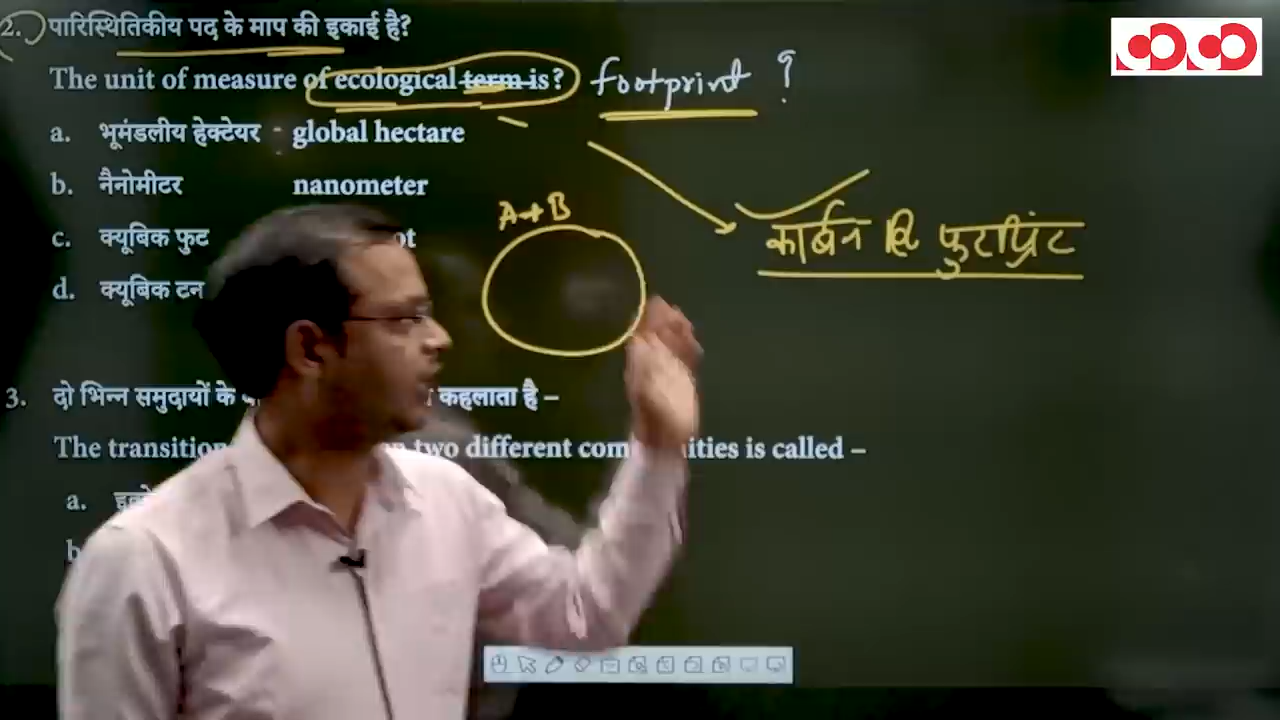 2. पारिस्थितिकीय पद के माप की इकाई है?
The unit of measure of ecological term is? footprint ?
a. भूमंडलीय हेक्टेयर - global hectare
b. नैनोमीटर nanometer
A + B
c. क्यूबिक फुट ot
कार्बन फुटप्रिंट
d. क्यूबिक टन
3. दो भिन्न समुदायों के कहलाता है –
The transition two different com ities is called –
a.
b